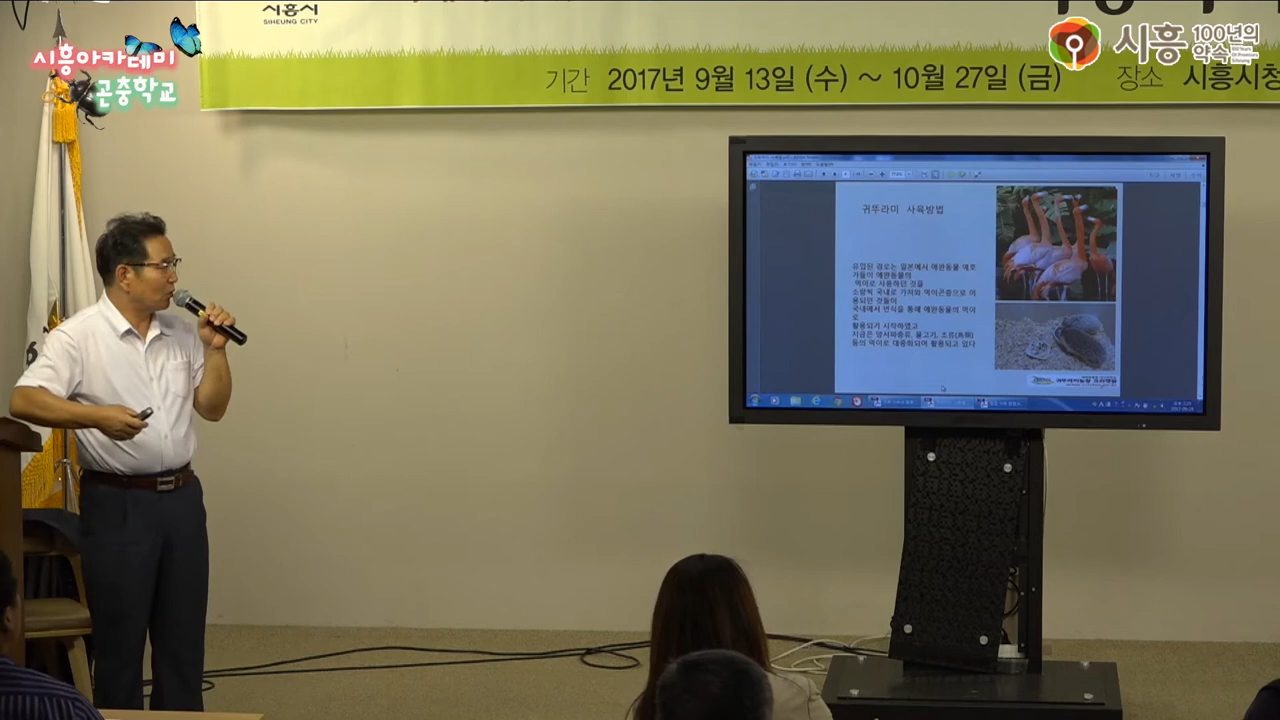 시흥시
SIHEUNG CITY
시흥아카데미
곤충학교
시흥 100년의
약속
기간 2017년 9월 13일 (수) ~ 10월 27일 (금) 장소 시흥시청
귀뚜라미 사육방법
유입된 경로는 일본에서 애완동물 애호
가들이 애완동물의
먹이로 사용하던 것을
소량씩 국내로 가져와 먹이곤충으로 이
용되던 것들이
국내에서 번식을 통해 애완동물의 먹이
로
활용되기 시작하였고
지금은 양서파충류, 물고기, 조류(鳥類)
등의 먹이로 대중화되어 활용되고 있다